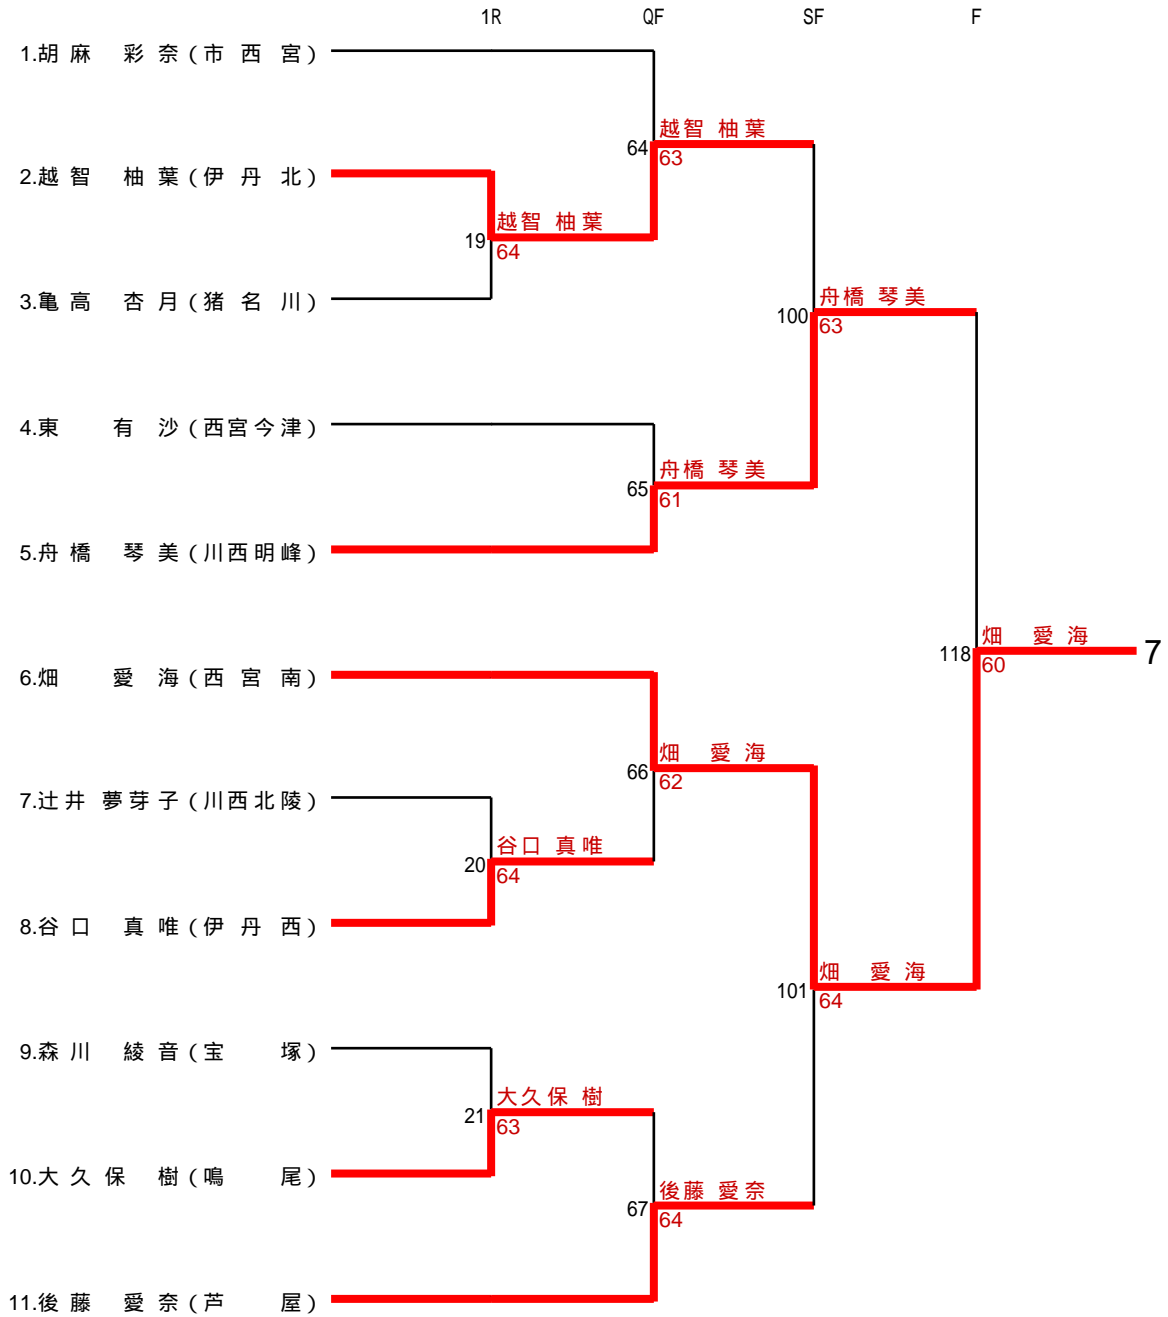 1R QF SF F
1.胡麻 彩奈(市西宮)
越智 柚葉
64
63
2.越智 柚葉(伊丹北)
越智 柚葉
19
64
3.亀高 杏月(猪名川)
舟橋 琴美
100
63
4.東 有沙(西宮今津)
舟橋 琴美
65
61
5.舟橋 琴美(川西明峰)
畑 愛海
118
60
7
6.畑 愛海(西宮南)
畑 愛海
66
62
7.辻井 夢芽子(川西北陵)
谷口 真唯
20
64
8.谷口 真唯(伊丹西)
畑 愛海
101
64
9.森川 綾音(宝塚)
大久保 樹
21
63
10.大久保 樹(鳴尾)
後藤 愛奈
67
64
11.後藤 愛奈(芦屋)